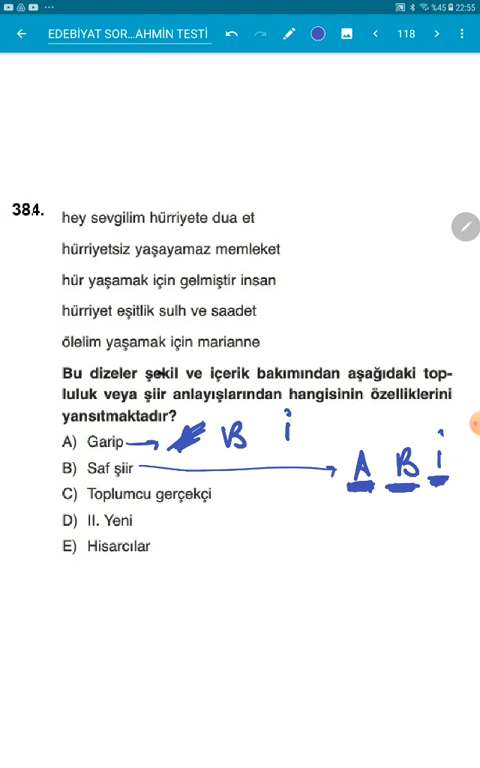 %45 22:55
EDEBİYAT SOR...AHMİN TESTİ
118
384.
hey sevgilim hürriyete dua et
hürriyetsiz yaşayamaz memleket
hür yaşamak için gelmiştir insan
hürriyet eşitlik sulh ve saadet
ölelim yaşamak için marianne
Bu dizeler şekil ve içerik bakımından aşağıdaki top-
luluk veya şiir anlayışlarından hangisinin özelliklerini
yansıtmaktadır?
A) Garip B İ
B) Saf şiir A B İ
C) Toplumcu gerçekçi
D) II. Yeni
E) Hisarcılar